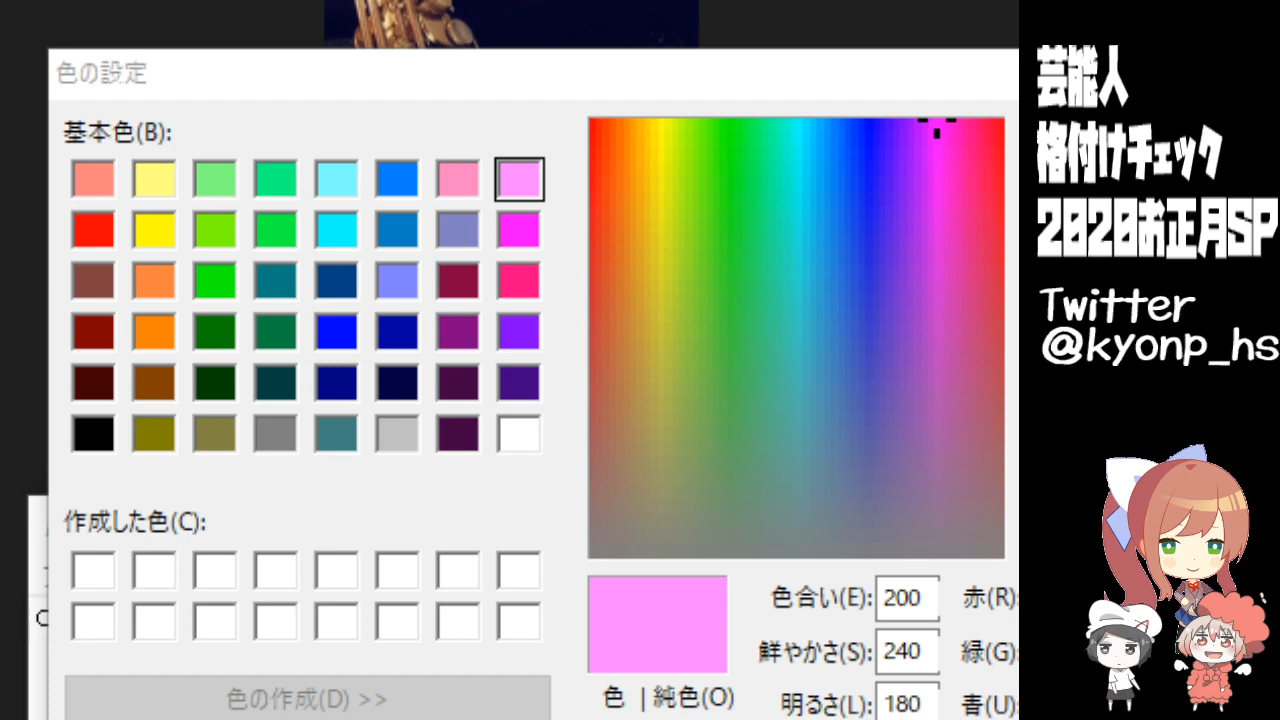 色の設定
基本色(B):
作成した色(C):
色の作成(D) >>
色 | 純色(O)
色合い(E): 200 赤(R):
鮮やかさ(S): 240 緑(G):
明るさ(L): 180 青(U):
芸能人
格付けチェック
2020お正月SP
Twitter
@kyonp_hs